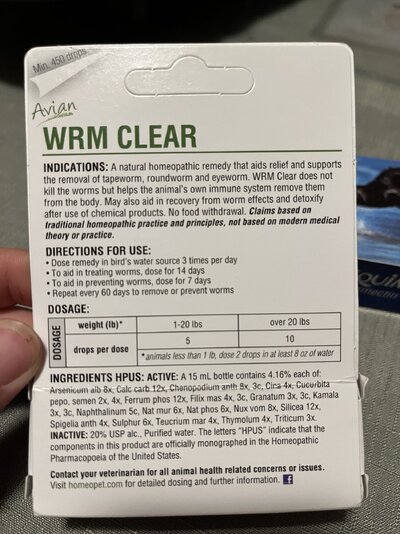 Min. 450 drops
Avian
WRM CLEAR
INDICATIONS: A natural homeopathic remedy that aids relief and supports
the removal of tapeworm, roundworm and eyeworm. WRM Clear does not
kill the worms but helps the animal's own immune system remove them
from the body. May also aid in recovery from worm effects and detoxify
after use of chemical products. No food withdrawal. Claims based on
traditional homeopathic practice and principles, not based on modern medical
theory or practice.
DIRECTIONS FOR USE:
• Dose remedy in bird's water source 3 times per day
• To aid in treating worms, dose for 14 days
• To aid in preventing worms, dose for 7 days
• Repeat every 60 days to remove or prevent worms
DOSAGE:
DOSAGE
weight (lb)* 1-20 lbs over 20 lbs
drops per dose 5 10
*animals less than 1 lb, dose 2 drops in at least 8 oz of water
INGREDIENTS HPUS: ACTIVE: A 15 mL bottle contains 4.16% each of:
Arsenicum alb 8x, Calc carb 12x, Chenopodium anth 8x, 3c, Cina 4x, Cucurbita
pepo, semen 2x, 4x, Ferrum phos 12x, Filix mas 4x, 3c, Granatum 3x, 3c, Kamala
3x, 3c, Naphthalinum 5c, Nat mur 6x, Nat phos 6x, Nux vom 8x, Silicea 12x,
Spigelia anth 4x, Sulphur 6x, Teucrium mar 4x, Thymolum 4x, Triticum 3x.
INACTIVE: 20% USP alc., Purified water. The letters "HPUS" indicate that the
components in this product are officially monographed in the Homeopathic
Pharmacopoeia of the United States.
Contact your veterinarian for all animal health related concerns or issues.
Visit homeopet.com for detailed dosing and further information. f
QUI
mectin